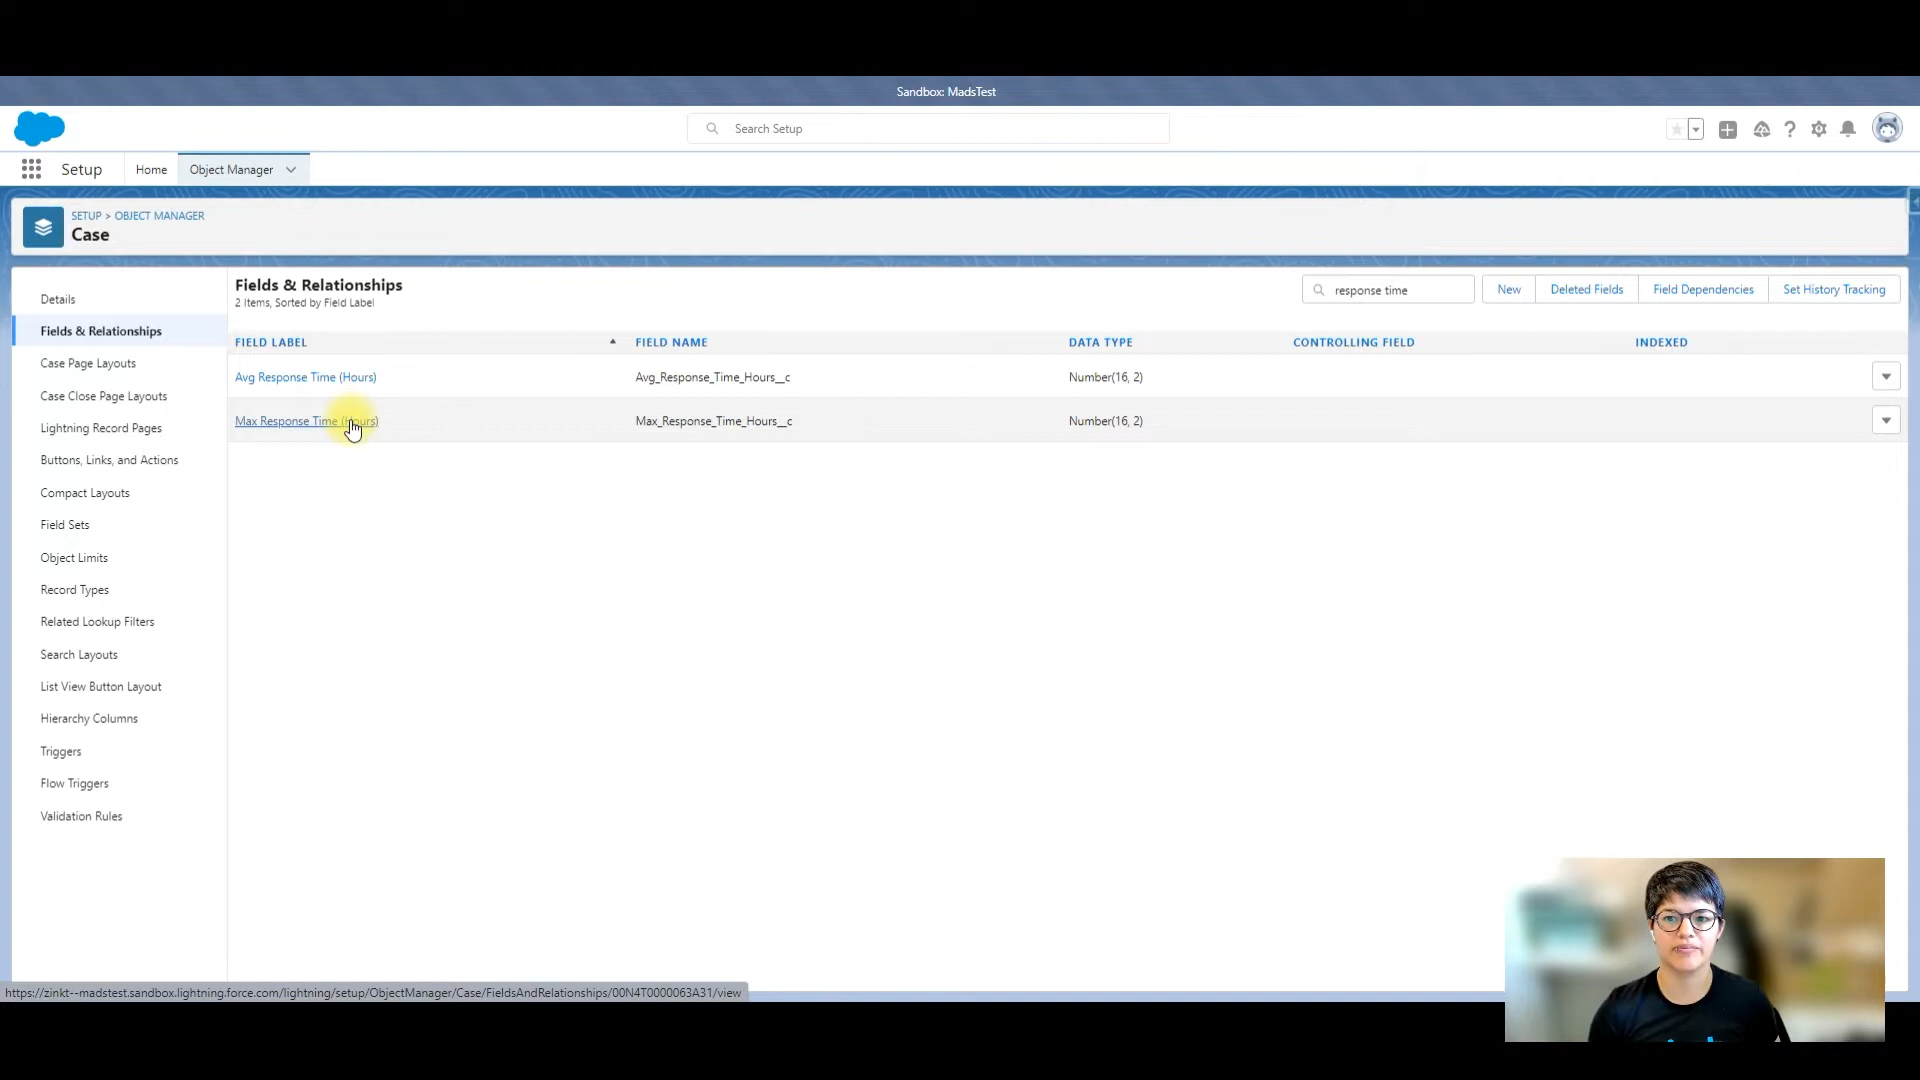 Sandbox: MadsTest
Search Setup
Setup
Home
Object Manager
SETUP > OBJECT MANAGER
Case
Details
Fields & Relationships
Case Page Layouts
Case Close Page Layouts
Lightning Record Pages
Buttons, Links, and Actions
Compact Layouts
Field Sets
Object Limits
Record Types
Related Lookup Filters
Search Layouts
List View Button Layout
Hierarchy Columns
Triggers
Flow Triggers
Validation Rules
Fields & Relationships
2 Items, Sorted by Field Label
response time
New
Deleted Fields
Field Dependencies
Set History Tracking
FIELD LABEL FIELD NAME DATA TYPE CONTROLLING FIELD INDEXED
Avg Response Time (Hours) Avg_Response_Time_Hours__c Number(16, 2)
Max Response Time (Hours) Max_Response_Time_Hours__c Number(16, 2)
https://zinkt--madstest.sandbox.lightning.force.com/lightning/setup/ObjectManager/Case/FieldsAndRelationships/00N4T0000063A31/view